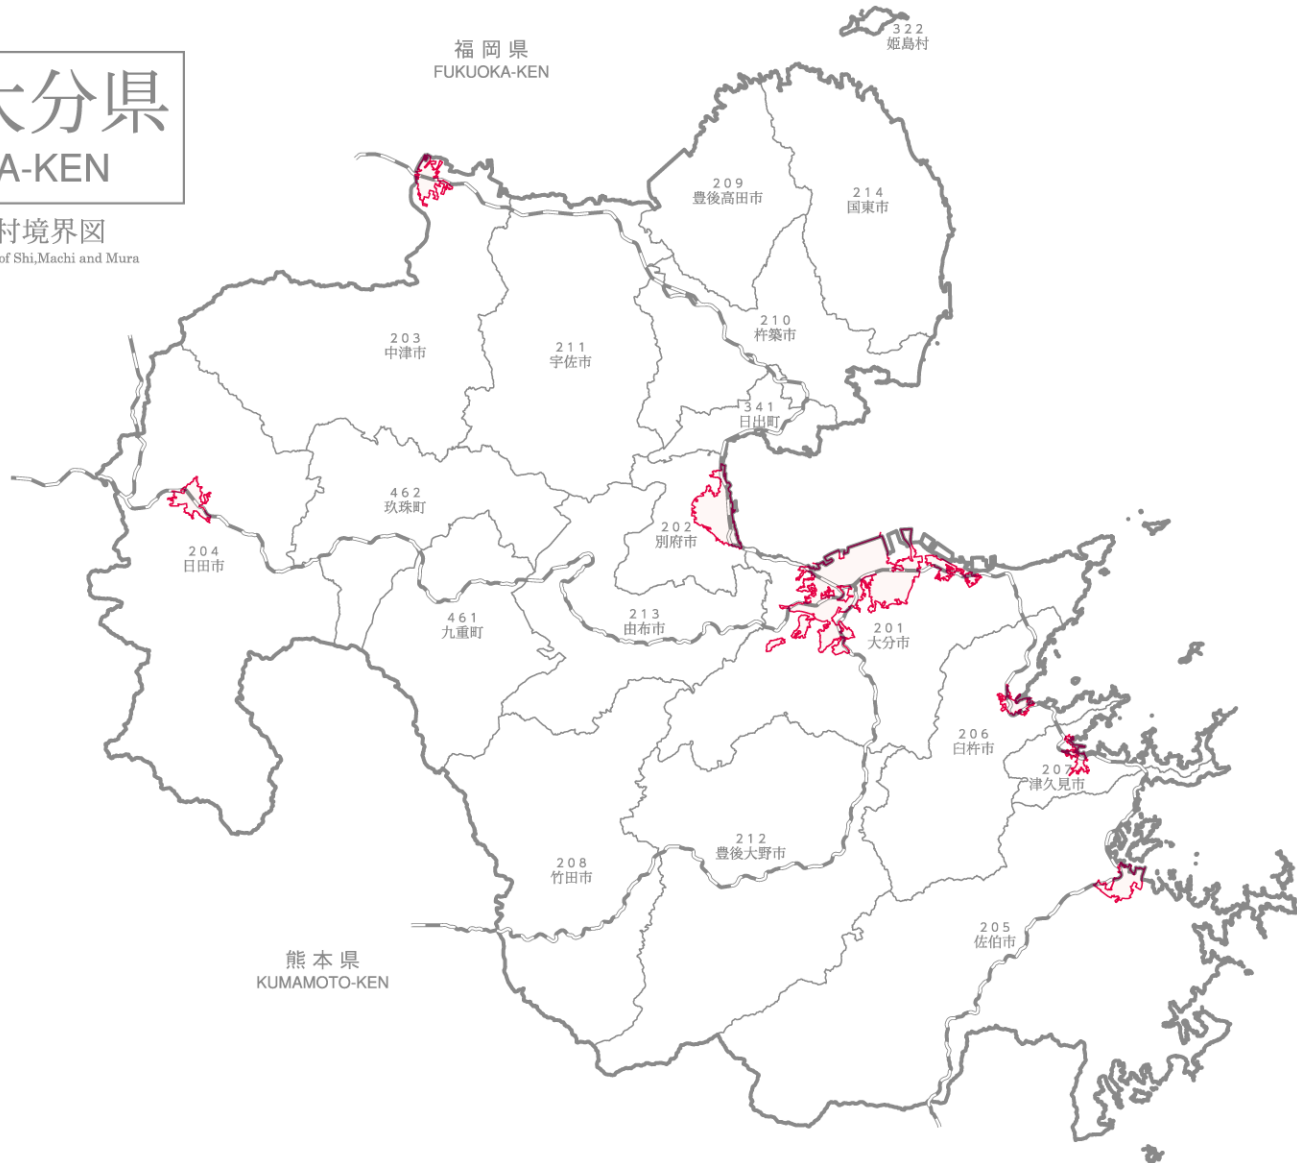 322
姫島村
福岡県
FUKUOKA-KEN
大分県
A-KEN
村境界図
of Shi,Machi and Mura
209
豊後高田市
214
国東市
203
中津市
211
宇佐市
210
杵築市
341
日出町
462
玖珠町
202
別府市
204
日田市
461
九重町
213
由布市
201
大分市
206
臼杵市
207
津久見市
212
豊後大野市
208
竹田市
205
佐伯市
熊本県
KUMAMOTO-KEN